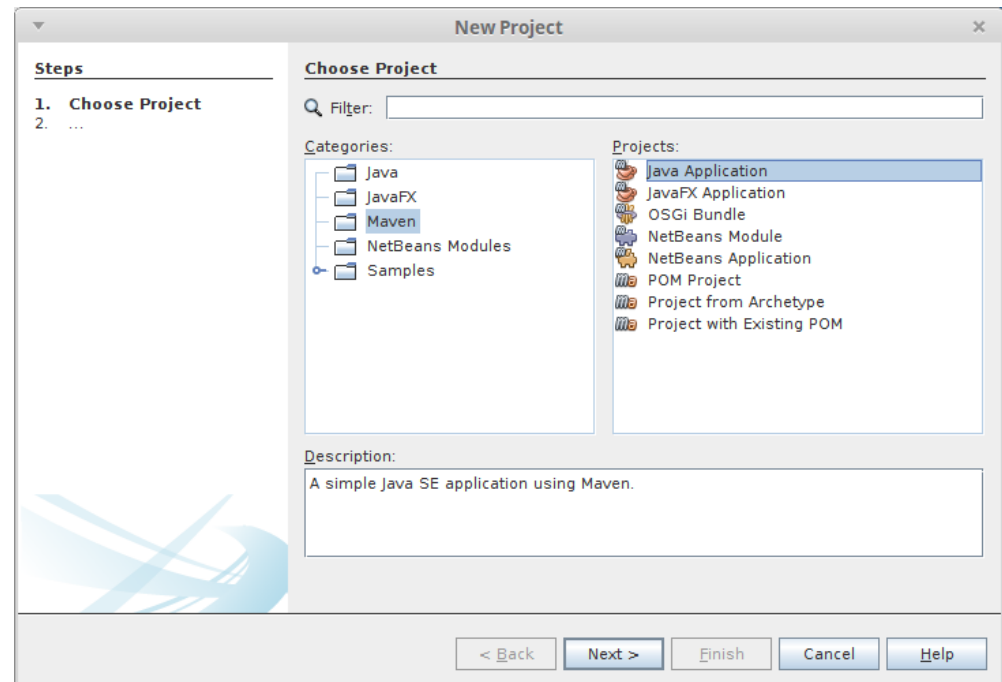 New Project
Steps
1. Choose Project
2. ...
Choose Project
Filter:
Categories:
Java
JavaFX
Maven
NetBeans Modules
Samples
Projects:
Java Application
JavaFX Application
OSGi Bundle
NetBeans Module
NetBeans Application
POM Project
Project from Archetype
Project with Existing POM
Description:
A simple Java SE application using Maven.
< Back Next > Finish Cancel Help